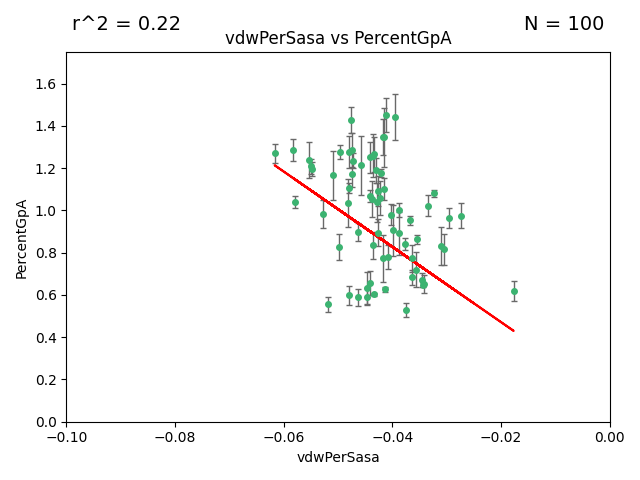 r^2 = 0.22
N = 100
vdwPerSasa vs PercentGpA
1.6
1.4
1.2
1.0
0.8
0.6
0.4
0.2
0.0
PercentGpA
−0.10 −0.08 −0.06 −0.04 −0.02 0.00
vdwPerSasa